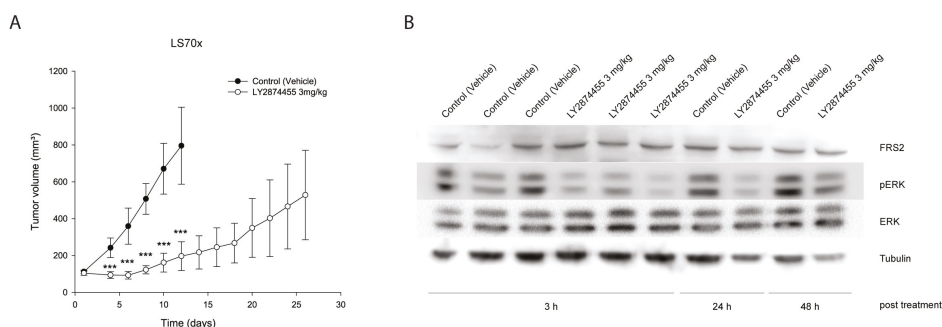 A
LS70x
Control (Vehicle)
LY2874455 3mg/kg
Tumor volume (mm³)
1200
1000
800
600
400
200
0
***
***
***
***
***
0
5
10
15
20
25
30
Time (days)
B
Control (Vehicle)
Control (Vehicle)
Control (Vehicle)
LY2874455 3 mg/kg
LY2874455 3 mg/kg
LY2874455 3 mg/kg
Control (Vehicle)
LY2874455 3 mg/kg
Control (Vehicle)
LY2874455 3 mg/kg
FRS2
pERK
ERK
Tubulin
3 h
24 h
48 h
post treatment